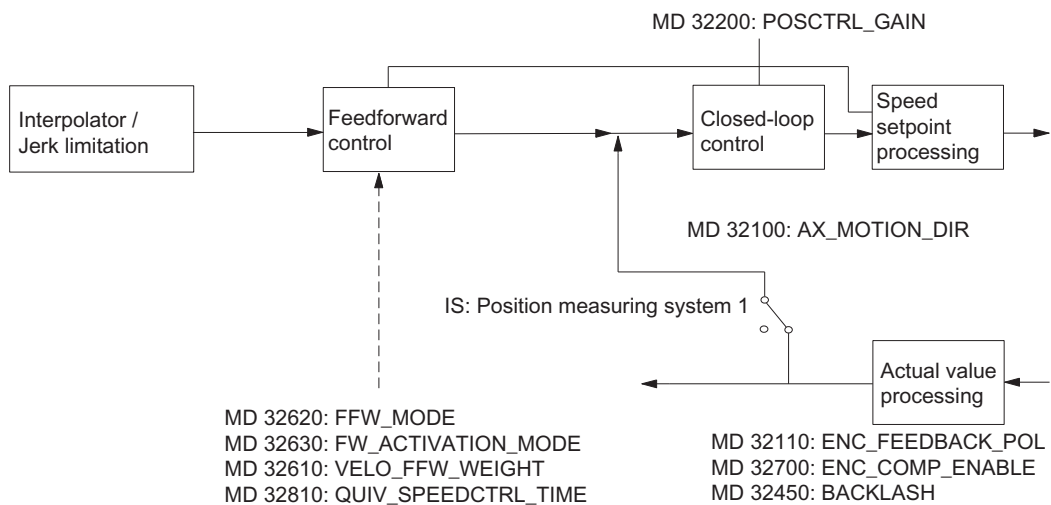 MD 32200: POSCTRL_GAIN
Interpolator /
Jerk limitation
Feedforward
control
Closed-loop
control
Speed
setpoint
processing
MD 32100: AX_MOTION_DIR
IS: Position measuring system 1
Actual value
processing
MD 32620: FFW_MODE
MD 32630: FW_ACTIVATION_MODE
MD 32610: VELO_FFW_WEIGHT
MD 32810: QUIV_SPEEDCTRL_TIME
MD 32110: ENC_FEEDBACK_POL
MD 32700: ENC_COMP_ENABLE
MD 32450: BACKLASH